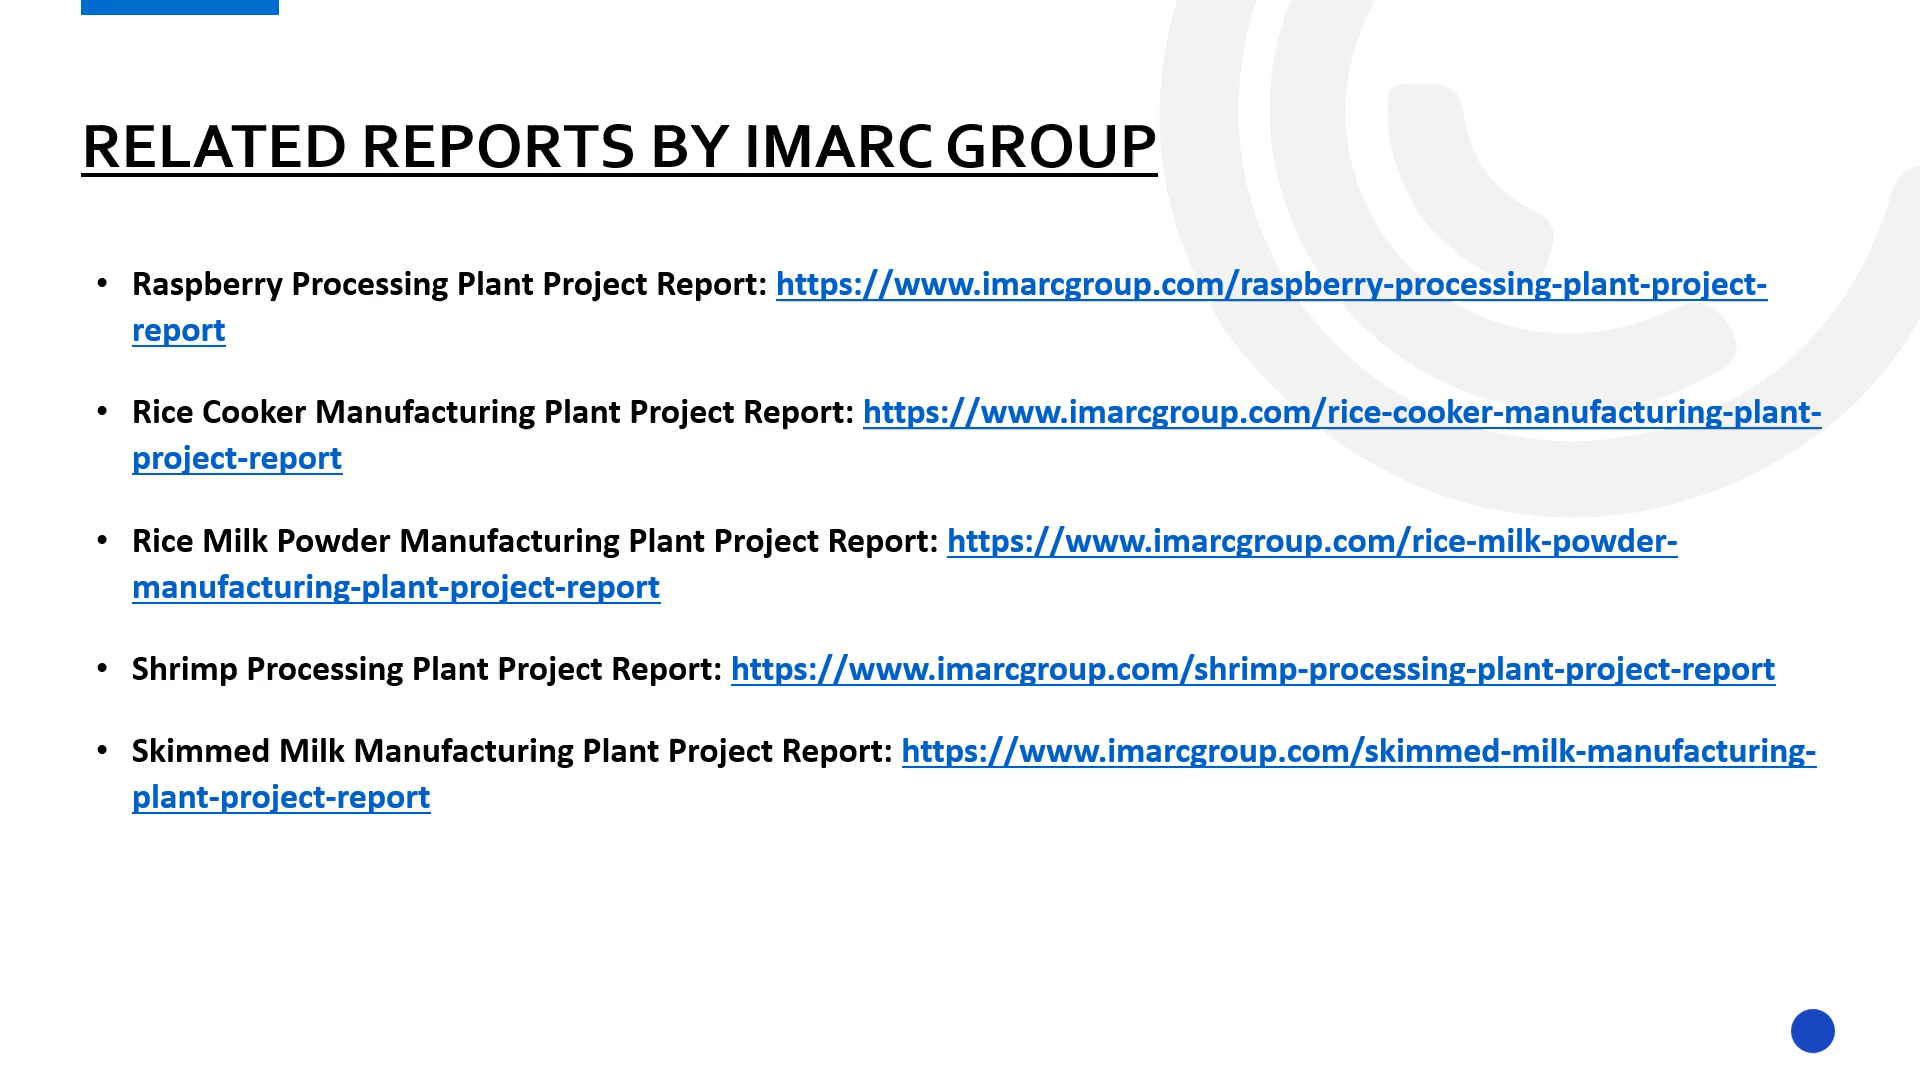 RELATED REPORTS BY IMARC GROUP
• Raspberry Processing Plant Project Report: https://www.imarcgroup.com/raspberry-processing-plant-project-
report
• Rice Cooker Manufacturing Plant Project Report: https://www.imarcgroup.com/rice-cooker-manufacturing-plant-
project-report
• Rice Milk Powder Manufacturing Plant Project Report: https://www.imarcgroup.com/rice-milk-powder-
manufacturing-plant-project-report
• Shrimp Processing Plant Project Report: https://www.imarcgroup.com/shrimp-processing-plant-project-report
• Skimmed Milk Manufacturing Plant Project Report: https://www.imarcgroup.com/skimmed-milk-manufacturing-
plant-project-report